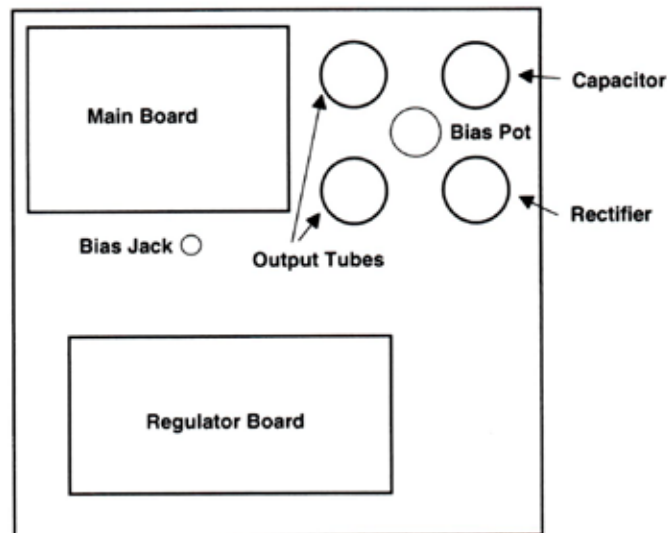 Capacitor
Main Board
Bias Pot
Rectifier
Bias Jack
Output Tubes
Regulator Board